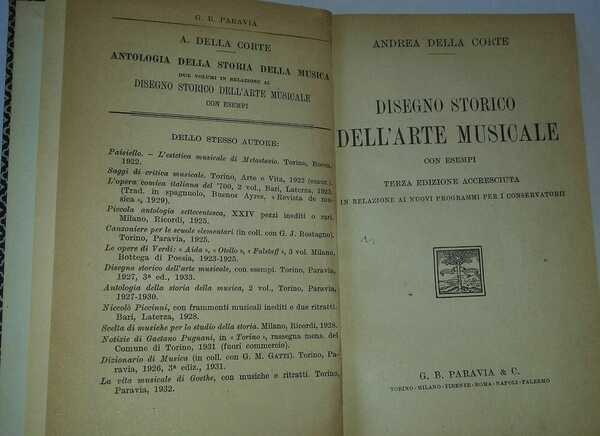 G. B. PARAVIA
A. DELLA CORTE
ANTOLOGIA DELLA STORIA DELLA MUSICA
DUE VOLUMI IN RELAZIONE AL
DISEGNO STORICO DELL'ARTE MUSICALE
CON ESEMPI
DELLO STESSO AUTORE:
Paisiello. - L'estetica musicale di Metastasio. Torino, Bocca,
1922.
Saggi di critica musicale. Torino, Arte e Vita, 1922 (esaur.).
L'opera comica italiana del '700, 2 vol., Bari, Laterza, 1923.
(Trad. in spagnuolo, Buenos Ayres, « Revista de mu-
sica », 1929).
Piccola antologia settecentesca, XXIV pezzi inediti o rari.
Milano, Ricordi, 1925.
Canzoniere per le scuole elementari (in coll. con G. J. Rostagno).
Torino, Paravia, 1925.
Le opere di Verdi: « Aida », « Otello », « Falstaff », 3 vol. Milano,
Bottega di Poesia, 1923-1925.
Disegno storico dell'arte musicale, con esempi. Torino, Paravia,
1927, 3ª ed., 1933.
Antologia della storia della musica, 2 vol., Torino, Paravia,
1927-1930.
Niccolò Piccinni, con frammenti musicali inediti e due ritratti.
Bari, Laterza, 1928.
Scelta di musiche per lo studio della storia. Milano, Ricordi, 1928.
Notizie di Gaetano Pugnani, in « Torino », rassegna mens. del
Comune di Torino, 1931 (fuori commercio).
Dizionario di Musica (in coll. con G. M. GATTI). Torino, Pa-
ravia, 1926, 3ª ediz., 1931.
La vita musicale di Goethe, con musiche e ritratti. Torino,
Paravia, 1932.
ANDREA DELLA CORTE
DISEGNO STORICO
DELL'ARTE MUSICALE
CON ESEMPI
TERZA EDIZIONE ACCRESCIUTA
IN RELAZIONE AI NUOVI PROGRAMMI PER I CONSERVATORII
G. B. PARAVIA & C.
TORINO-MILANO-FIRENZE-ROMA-NAPOLI-PALERMO